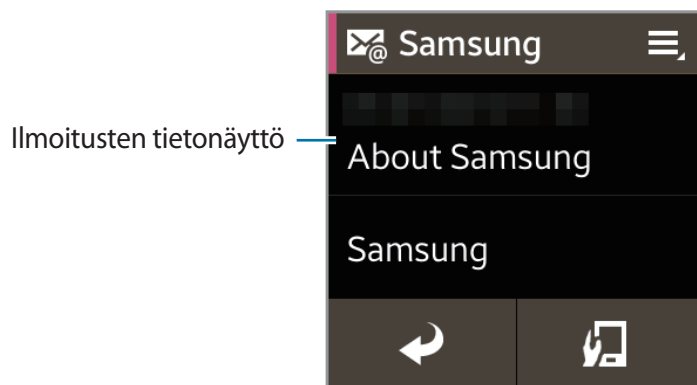 Samsung
Ilmoitusten tietonäyttö
About Samsung
Samsung